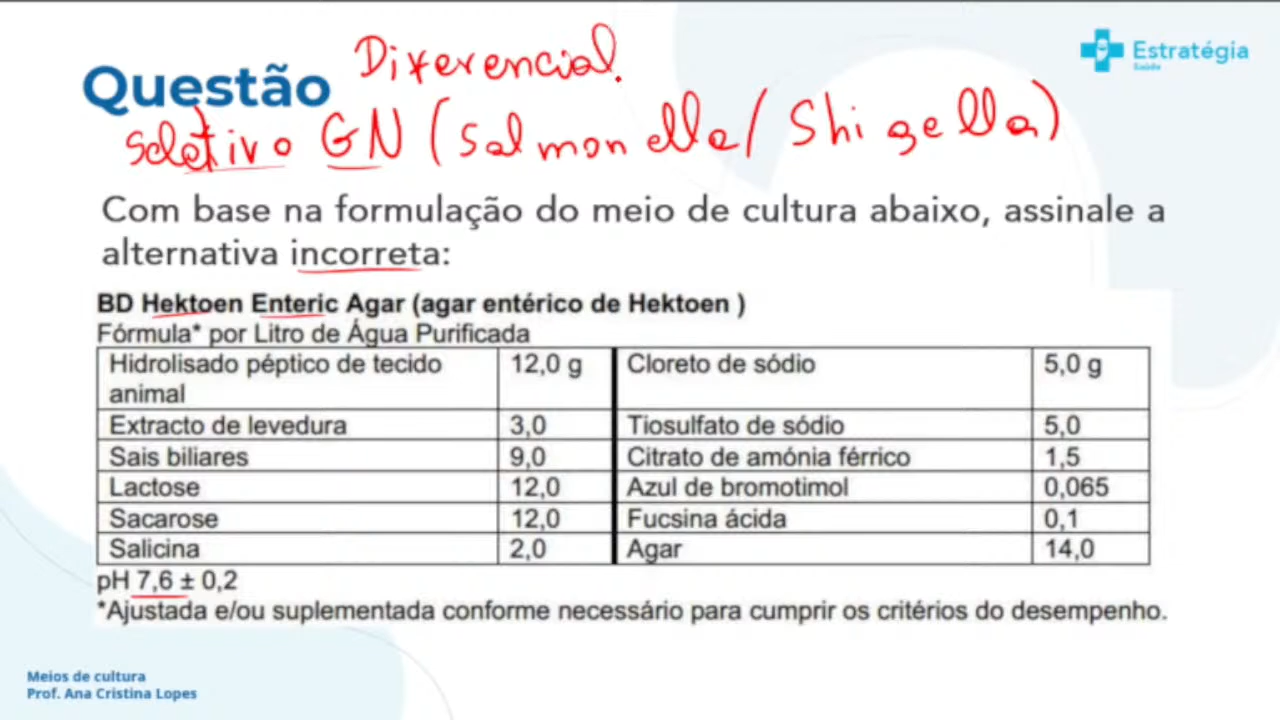 Diferencial.
Estratégia
Saúde
Questão
seletivo GN (Salmonella/Shigella)
Com base na formulação do meio de cultura abaixo, assinale a
alternativa incorreta:
BD Hektoen Enteric Agar (agar entérico de Hektoen )
Fórmula* por Litro de Água Purificada
Hidrolisado péptico de tecido animal 12,0 g Cloreto de sódio 5,0 g
Extracto de levedura 3,0 Tiosulfato de sódio 5,0
Sais biliares 9,0 Citrato de amónia férrico 1,5
Lactose 12,0 Azul de bromotimol 0,065
Sacarose 12,0 Fucsina ácida 0,1
Salicina 2,0 Agar 14,0
pH 7,6 ± 0,2
*Ajustada e/ou suplementada conforme necessário para cumprir os critérios do desempenho.
Meios de cultura
Prof. Ana Cristina Lopes